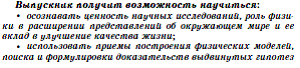 Выпускник получит возможность научиться:
• осознавать ценность научных исследований, роль физи-
ки в расширении представлений об окружающем мире и ее
вклад в улучшение качества жизни;
• использовать приемы построения физических моделей,
поиска и формулировки доказательств выдвинутых гипотез